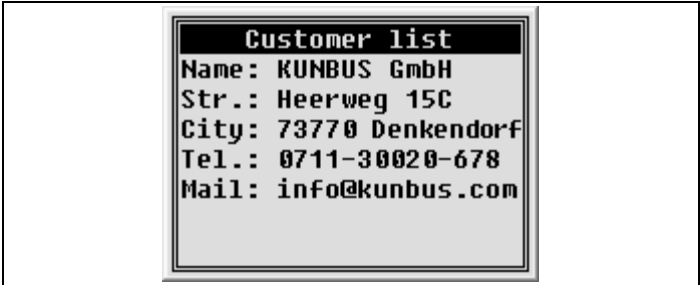 Customer list
Name: KUNBUS GmbH
Str.: Heerweg 15C
City: 73770 Denkendorf
Tel.: 0711-30020-678
Mail: info@kunbus.com